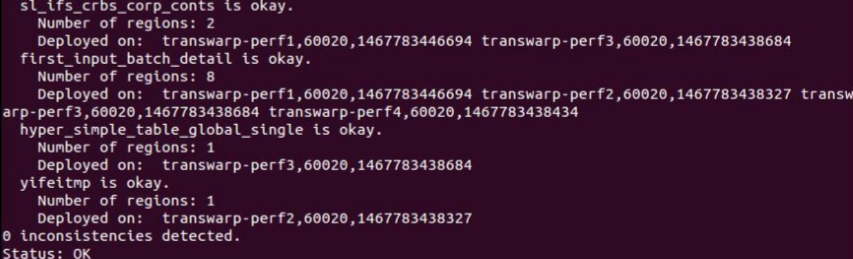 sl_ifs_crbs_corp_conts is okay.
Number of regions: 2
Deployed on:  transwarp-perf1,60020,1467783446694 transwarp-perf3,60020,1467783438684
first_input_batch_detail is okay.
Number of regions: 8
Deployed on:  transwarp-perf1,60020,1467783446694 transwarp-perf2,60020,1467783438327 transw
arp-perf3,60020,1467783438684 transwarp-perf4,60020,1467783438434
hyper_simple_table_global_single is okay.
Number of regions: 1
Deployed on:  transwarp-perf3,60020,1467783438684
yifeitmp is okay.
Number of regions: 1
Deployed on:  transwarp-perf2,60020,1467783438327
0 inconsistencies detected.
Status: OK